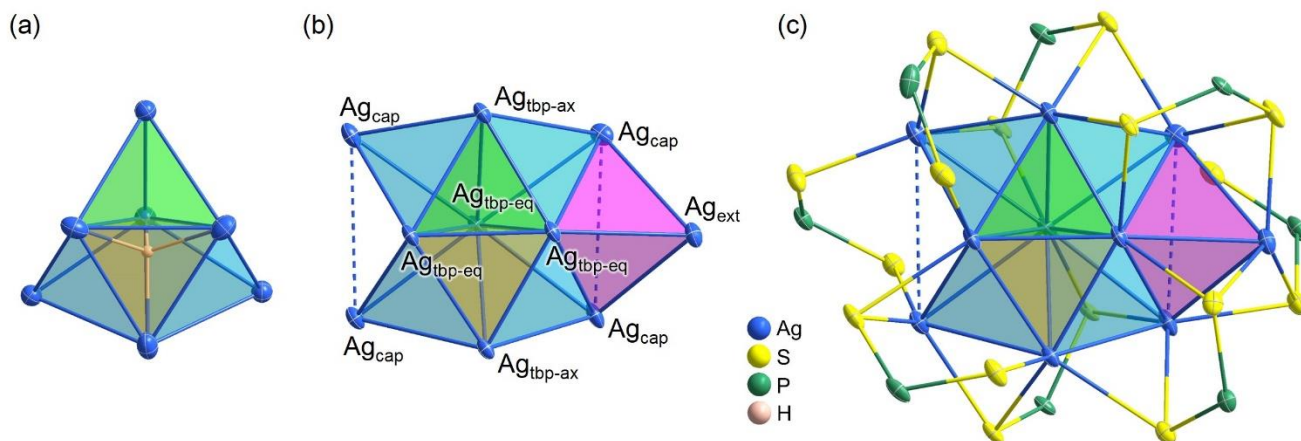 (a)
(b)
(c)
Ag_cap
Ag_tbp-ax
Ag_cap
Ag_tbp-eq
Ag_ext
Ag_tbp-eq
Ag_tbp-eq
Ag_cap
Ag_tbp-ax
Ag_cap
Ag
S
P
H